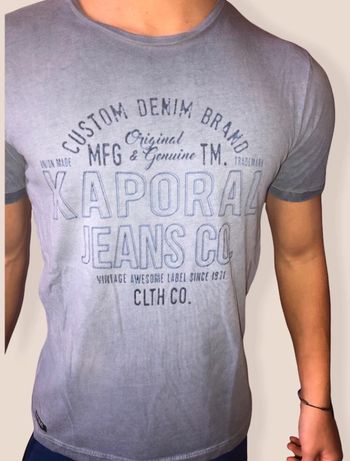 CUSTOM DENIM BRAND
Original
UNION MADE MFG & Genuine TM. TRADEMARK
KAPORAL
JEANS CO.
VINTAGE AWESOME LABEL SINCE 1971
CLTH CO.